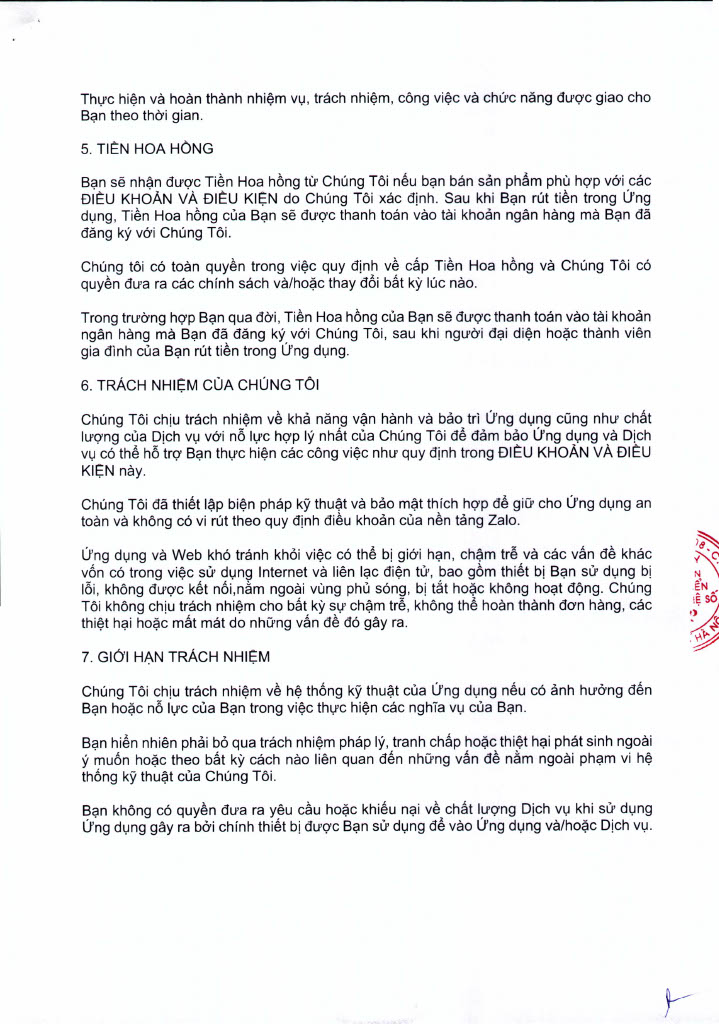 Thực hiện và hoàn thành nhiệm vụ, trách nhiệm, công việc và chức năng được giao cho
Bạn theo thời gian.
5. TIỀN HOA HỒNG
Bạn sẽ nhận được Tiền Hoa hồng từ Chúng Tôi nếu bạn bán sản phẩm phù hợp với các
ĐIỀU KHOẢN VÀ ĐIỀU KIỆN do Chúng Tôi xác định. Sau khi Bạn rút tiền trong Ứng
dụng, Tiền Hoa hồng của Bạn sẽ được thanh toán vào tài khoản ngân hàng mà Bạn đã
đăng ký với Chúng Tôi.
Chúng tôi có toàn quyền trong việc quy định về cấp Tiền Hoa hồng và Chúng Tôi có
quyền đưa ra các chính sách và/hoặc thay đổi bất kỳ lúc nào.
Trong trường hợp Bạn qua đời, Tiền Hoa hồng của Bạn sẽ được thanh toán vào tài khoản
ngân hàng mà Bạn đã đăng ký với Chúng Tôi, sau khi người đại diện hoặc thành viên
gia đình của Bạn rút tiền trong Ứng dụng.
6. TRÁCH NHIỆM CỦA CHÚNG TÔI
Chúng Tôi chịu trách nhiệm về khả năng vận hành và bảo trì Ứng dụng cũng như chất
lượng của Dịch vụ với nỗ lực hợp lý nhất của Chúng Tôi để đảm bảo Ứng dụng và Dịch
vụ có thể hỗ trợ Bạn thực hiện các công việc như quy định trong ĐIỀU KHOẢN VÀ ĐIỀU
KIỆN này.
Chúng Tôi đã thiết lập biện pháp kỹ thuật và bảo mật thích hợp để giữ cho Ứng dụng an
toàn và không có vi rút theo quy định điều khoản của nền tảng Zalo.
Ứng dụng và Web khó tránh khỏi việc có thể bị giới hạn, chậm trễ và các vấn đề khác
vốn có trong việc sử dụng Internet và liên lạc điện tử, bao gồm thiết bị Bạn sử dụng bị
lỗi, không được kết nối,nằm ngoài vùng phủ sóng, bị tắt hoặc không hoạt động. Chúng
Tôi không chịu trách nhiệm cho bất kỳ sự chậm trễ, không thể hoàn thành đơn hàng, các
thiệt hại hoặc mất mát do những vấn đề đó gây ra.
7. GIỚI HẠN TRÁCH NHIỆM
Chúng Tôi chịu trách nhiệm về hệ thống kỹ thuật của Ứng dụng nếu có ảnh hưởng đến
Bạn hoặc nỗ lực của Bạn trong việc thực hiện các nghĩa vụ của Bạn.
Bạn hiển nhiên phải bỏ qua trách nhiệm pháp lý, tranh chấp hoặc thiệt hại phát sinh ngoài
ý muốn hoặc theo bất kỳ cách nào liên quan đến những vấn đề nằm ngoài phạm vi hệ
thống kỹ thuật của Chúng Tôi.
Bạn không có quyền đưa ra yêu cầu hoặc khiếu nại về chất lượng Dịch vụ khi sử dụng
Ứng dụng gây ra bởi chính thiết bị được Bạn sử dụng để vào Ứng dụng và/hoặc Dịch vụ.